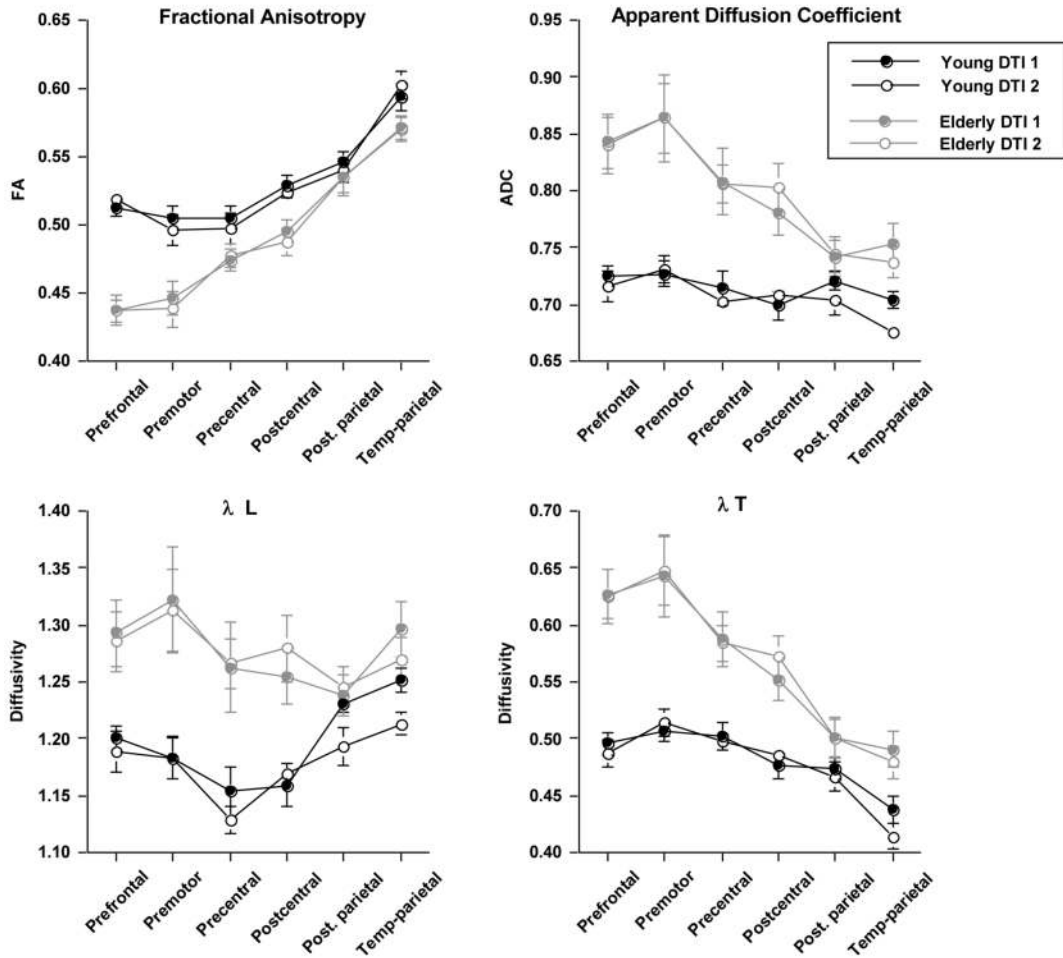 Fractional Anisotropy
0.65
0.60
0.55
0.50
0.45
0.40
FA
Prefrontal
Premotor
Precentral
Postcentral
Post. parietal
Temp-parietal
Apparent Diffusion Coefficient
0.95
0.90
0.85
0.80
0.75
0.70
0.65
ADC
Prefrontal
Premotor
Precentral
Postcentral
Post. parietal
Temp-parietal
Young DTI 1
Young DTI 2
Elderly DTI 1
Elderly DTI 2
λ L
1.40
1.35
1.30
1.25
1.20
1.15
1.10
Diffusivity
Prefrontal
Premotor
Precentral
Postcentral
Post. parietal
Temp-parietal
λ T
0.70
0.65
0.60
0.55
0.50
0.45
0.40
Diffusivity
Prefrontal
Premotor
Precentral
Postcentral
Post. parietal
Temp-parietal